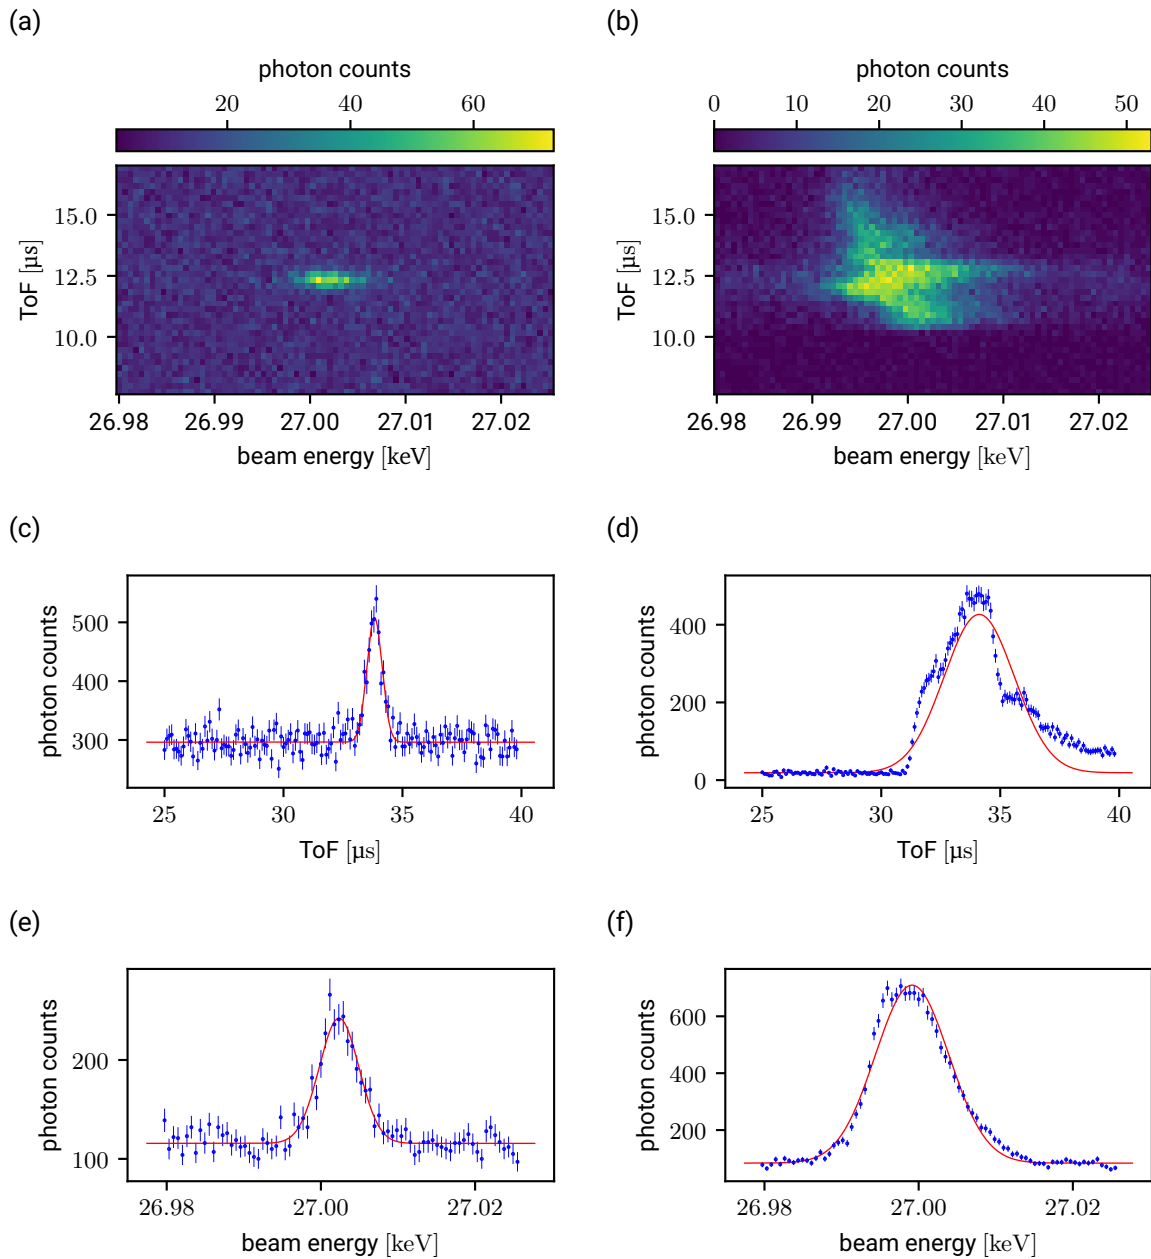 (a)
(b)
photon counts
photon counts
20 40 60
0 10 20 30 40 50
ToF [µs]
15.0
12.5
10.0
ToF [µs]
15.0
12.5
10.0
26.98 26.99 27.00 27.01 27.02
26.98 26.99 27.00 27.01 27.02
beam energy [keV]
beam energy [keV]
(c)
(d)
photon counts
500
400
300
photon counts
400
200
0
25 30 35 40
25 30 35 40
ToF [µs]
ToF [µs]
(e)
(f)
photon counts
200
100
photon counts
600
400
200
26.98 27.00 27.02
26.98 27.00 27.02
beam energy [keV]
beam energy [keV]